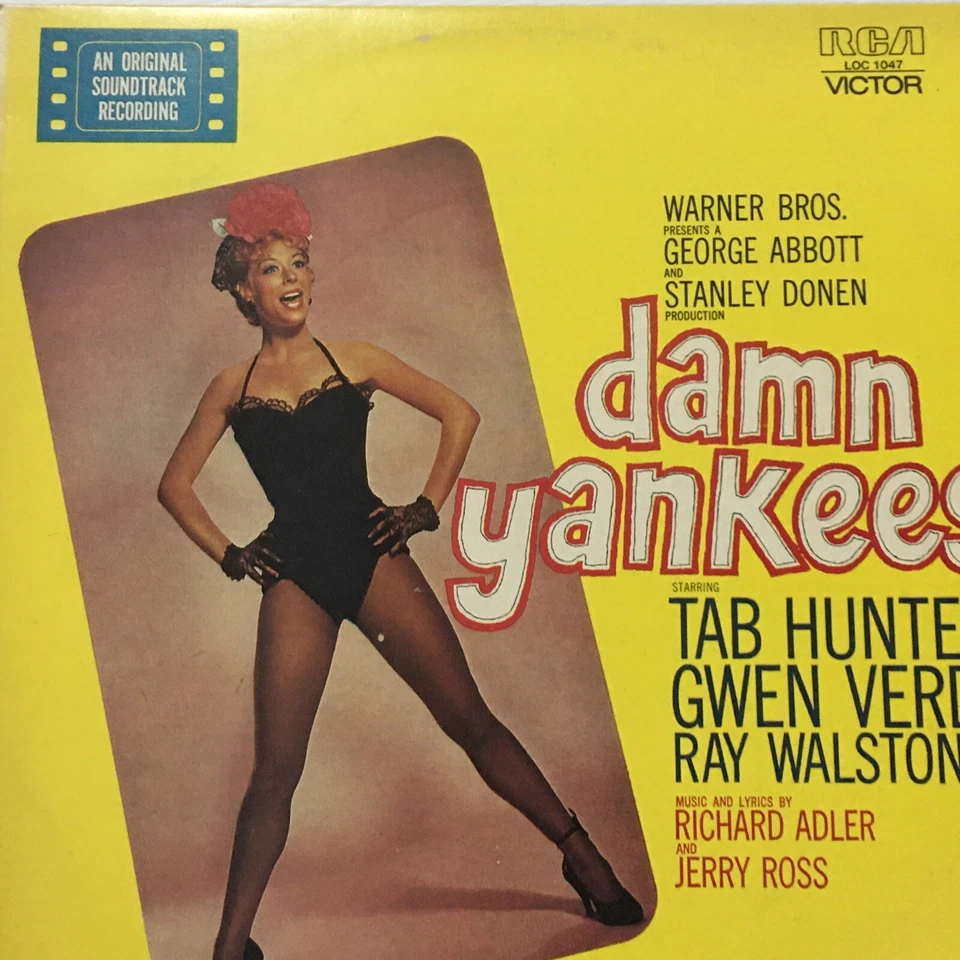 AN ORIGINAL
SOUNDTRACK
RECORDING
RCA
LOC 1047
VICTOR
WARNER BROS.
PRESENTS A
GEORGE ABBOTT
AND
STANLEY DONEN
PRODUCTION
damn
yankees
STARRING
TAB HUNTE
GWEN VERD
RAY WALSTON
MUSIC AND LYRICS BY
RICHARD ADLER
AND
JERRY ROSS